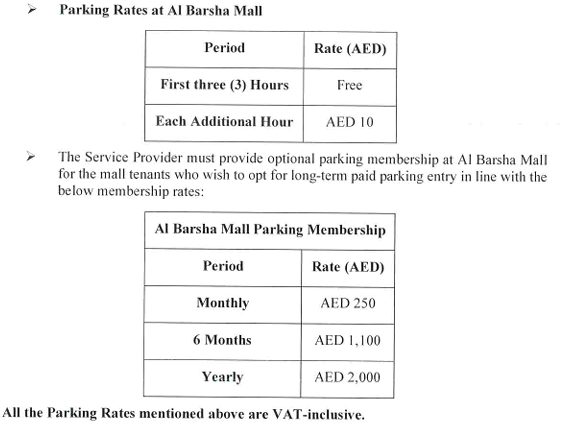 ➢ Parking Rates at Al Barsha Mall
Period Rate (AED)
First three (3) Hours Free
Each Additional Hour AED 10
➢ The Service Provider must provide optional parking membership at Al Barsha Mall
for the mall tenants who wish to opt for long-term paid parking entry in line with the
below membership rates:
Al Barsha Mall Parking Membership
Period Rate (AED)
Monthly AED 250
6 Months AED 1,100
Yearly AED 2,000
All the Parking Rates mentioned above are VAT-inclusive.